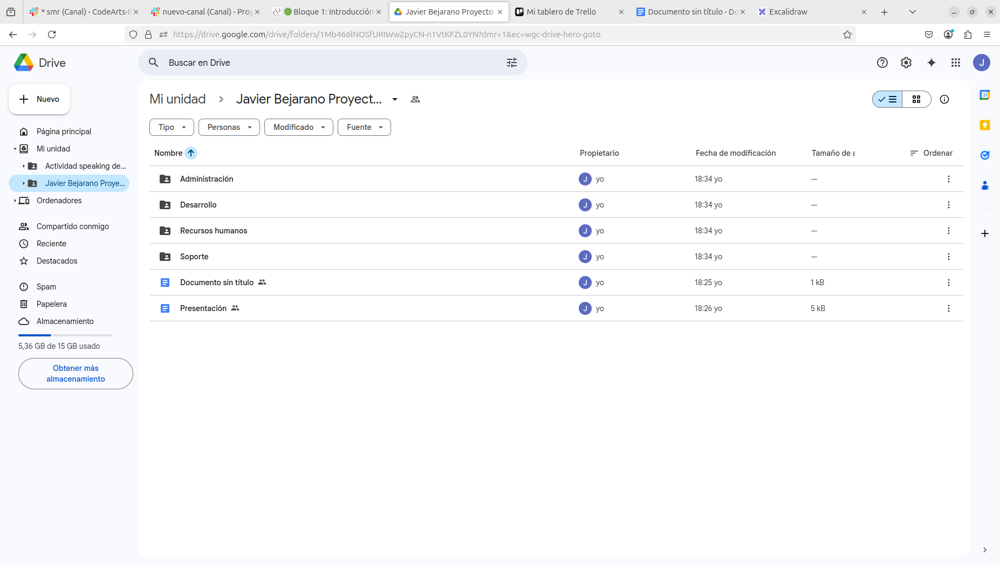 * smr (Canal) - CodeArts-I
nuevo-canal (Canal) - Proy
Bloque 1: Introducción
Javier Bejarano Proyecto
Mi tablero de Trello
Documento sin título - Do
Excalidraw
https://drive.google.com/drive/folders/1Mb466lNOSfURIWwZpyCN-n1VtKFZL0YN?dmr=1&ec=wgc-drive-hero-goto
Drive
Buscar en Drive
J
Nuevo
Página principal
Mi unidad
Actividad speaking de...
Javier Bejarano Proye...
Ordenadores
Compartido conmigo
Reciente
Destacados
Spam
Papelera
Almacenamiento
5,36 GB de 15 GB usado
Obtener más
almacenamiento
Mi unidad > Javier Bejarano Proyect...
Tipo Personas Modificado Fuente
Nombre Propietario Fecha de modificación Tamaño de a Ordenar
Administración J yo 18:34 yo —
Desarrollo J yo 18:34 yo —
Recursos humanos J yo 18:34 yo —
Soporte J yo 18:34 yo —
Documento sin título J yo 18:25 yo 1 kB
Presentación J yo 18:26 yo 5 kB
31